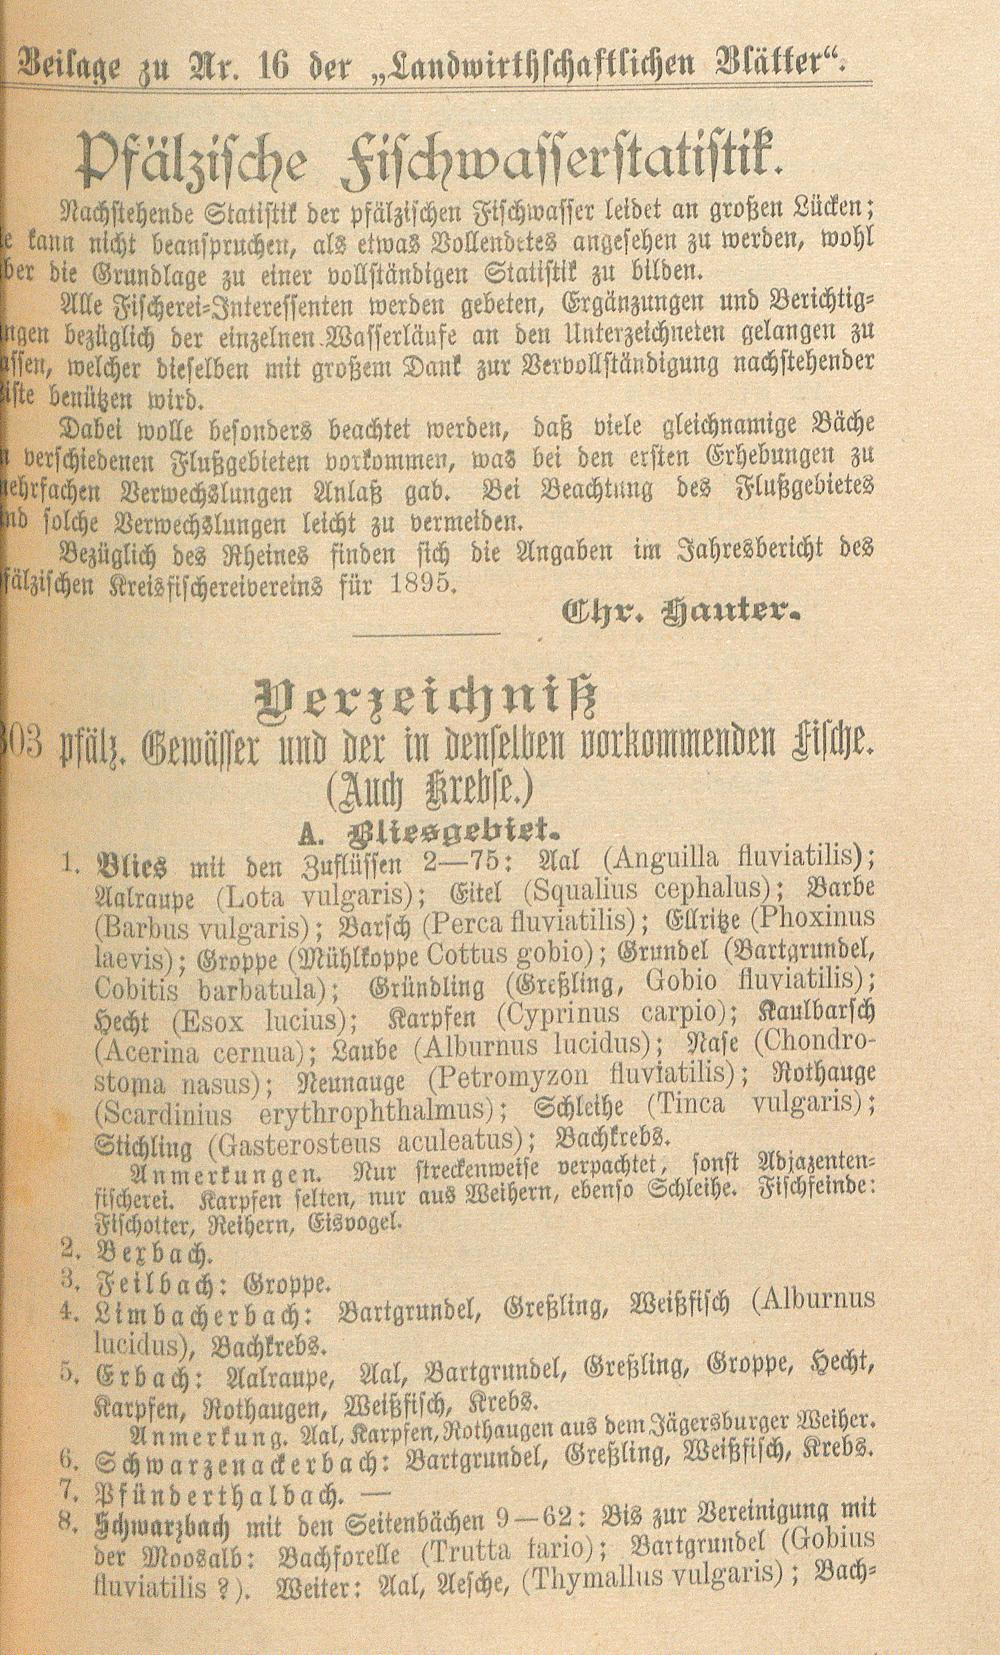 Beilage zu Nr. 16 der „Landwirthschaftlichen Blätter“.
Pfälzische Fischwasserstatistik.
Nachstehende Statistik der pfälzischen Fischwasser leidet an großen Lücken;
e kann nicht beanspruchen, als etwas Vollendetes angesehen zu werden, wohl
ber die Grundlage zu einer vollständigen Statistik zu bilden.
Alle Fischerei-Interessenten werden gebeten, Ergänzungen und Berichtig-
ngen bezüglich der einzelnen Wasserläufe an den Unterzeichneten gelangen zu
assen, welcher dieselben mit großem Dank zur Vervollständigung nachstehender
iste benützen wird.
Dabei wolle besonders beachtet werden, daß viele gleichnamige Bäche
n verschiedenen Flußgebieten vorkommen, was bei den ersten Erhebungen zu
ehrfachen Verwechslungen Anlaß gab. Bei Beachtung des Flußgebietes
nd solche Verwechslungen leicht zu vermeiden.
Bezüglich des Rheines finden sich die Angaben im Jahresbericht des
fälzischen Kreisfischereivereins für 1895.
Chr. Hauter.
Verzeichniß
303 pfälz. Gewässer und der in denselben vorkommenden Fische.
(Auch Krebse.)
A. Bliesgebiet.
1. Blies mit den Zuflüssen 2—75: Aal (Anguilla fluviatilis);
Aalraupe (Lota vulgaris); Eitel (Squalius cephalus); Barbe
(Barbus vulgaris); Barsch (Perca fluviatilis); Ellritze (Phoxinus
laevis); Groppe (Mühlkoppe Cottus gobio); Grundel (Bartgrundel,
Cobitis barbatula); Gründling (Greßling, Gobio fluviatilis);
Hecht (Esox lucius); Karpfen (Cyprinus carpio); Kaulbarsch
(Acerina cernua); Laube (Alburnus lucidus); Nase (Chondro-
stoma nasus); Neunauge (Petromyzon fluviatilis); Rothauge
(Scardinius erythrophthalmus); Schleihe (Tinca vulgaris);
Stichling (Gasterosteus aculeatus); Bachkrebs.
Anmerkungen. Nur streckenweise verpachtet, sonst Adjazenten-
fischerei. Karpfen selten, nur aus Weihern, ebenso Schleihe. Fischfeinde:
Fischotter, Reihern, Eisvogel.
2. Bexbach.
3. Feilbach: Groppe.
4. Limbacherbach: Bartgrundel, Greßling, Weißfisch (Alburnus
lucidus), Bachkrebs.
5. Erbach: Aalraupe, Aal, Bartgrundel, Greßling, Groppe, Hecht,
Karpfen, Rothaugen, Weißfisch, Krebs.
Anmerkung. Aal, Karpfen, Rothaugen aus dem Jägersburger Weiher.
6. Schwarzenackerbach: Bartgrundel, Greßling, Weißfisch, Krebs.
7. Pfünderthalbach. —
8. Schwarzbach mit den Seitenbächen 9—62: Bis zur Vereinigung mit
der Moosalb: Bachforelle (Trutta fario); Bartgrundel (Gobius
fluviatilis ?). Weiter: Aal, Aesche, (Thymallus vulgaris); Bach-